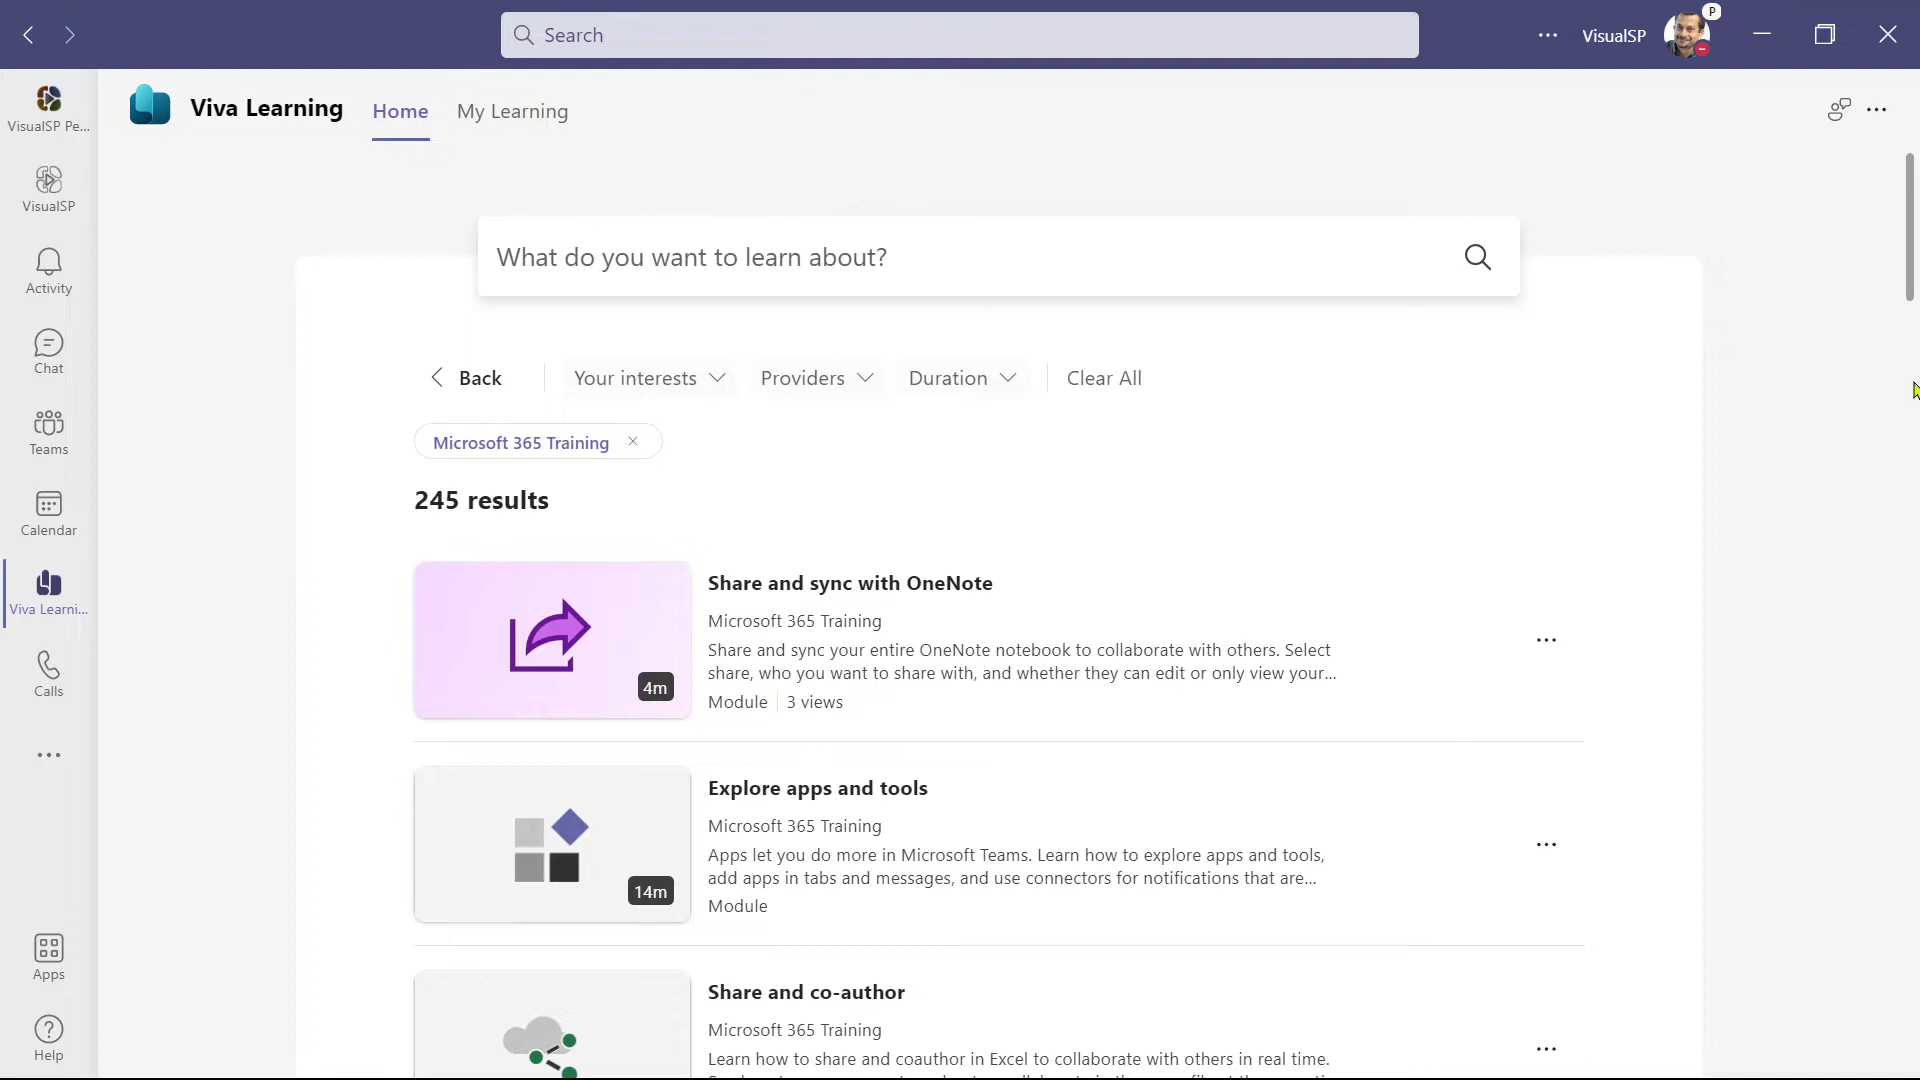 Search
VisualSP
P
VisualSP Pe...
VisualSP
Activity
Chat
Teams
Calendar
Viva Learni...
Calls
Apps
Help
Viva Learning
Home
My Learning
What do you want to learn about?
Back
Your interests
Providers
Duration
Clear All
Microsoft 365 Training
245 results
4m
Share and sync with OneNote
Microsoft 365 Training
Share and sync your entire OneNote notebook to collaborate with others. Select
share, who you want to share with, and whether they can edit or only view your...
Module
3 views
14m
Explore apps and tools
Microsoft 365 Training
Apps let you do more in Microsoft Teams. Learn how to explore apps and tools,
add apps in tabs and messages, and use connectors for notifications that are...
Module
Share and co-author
Microsoft 365 Training
Learn how to share and coauthor in Excel to collaborate with others in real time.